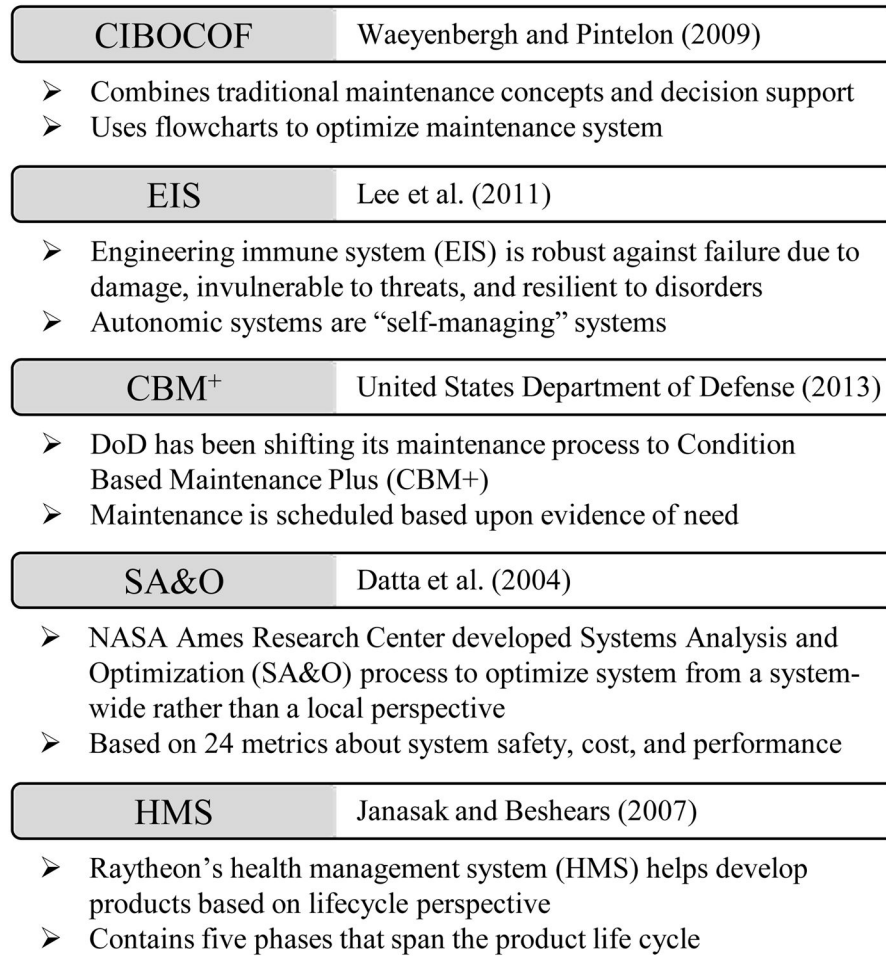 CIBOCOF Waeyenbergh and Pintelon (2009)
➢ Combines traditional maintenance concepts and decision support
➢ Uses flowcharts to optimize maintenance system
EIS Lee et al. (2011)
➢ Engineering immune system (EIS) is robust against failure due to
damage, invulnerable to threats, and resilient to disorders
➢ Autonomic systems are “self-managing” systems
CBM⁺ United States Department of Defense (2013)
➢ DoD has been shifting its maintenance process to Condition
Based Maintenance Plus (CBM+)
➢ Maintenance is scheduled based upon evidence of need
SA&O Datta et al. (2004)
➢ NASA Ames Research Center developed Systems Analysis and
Optimization (SA&O) process to optimize system from a system-
wide rather than a local perspective
➢ Based on 24 metrics about system safety, cost, and performance
HMS Janasak and Beshears (2007)
➢ Raytheon’s health management system (HMS) helps develop
products based on lifecycle perspective
➢ Contains five phases that span the product life cycle